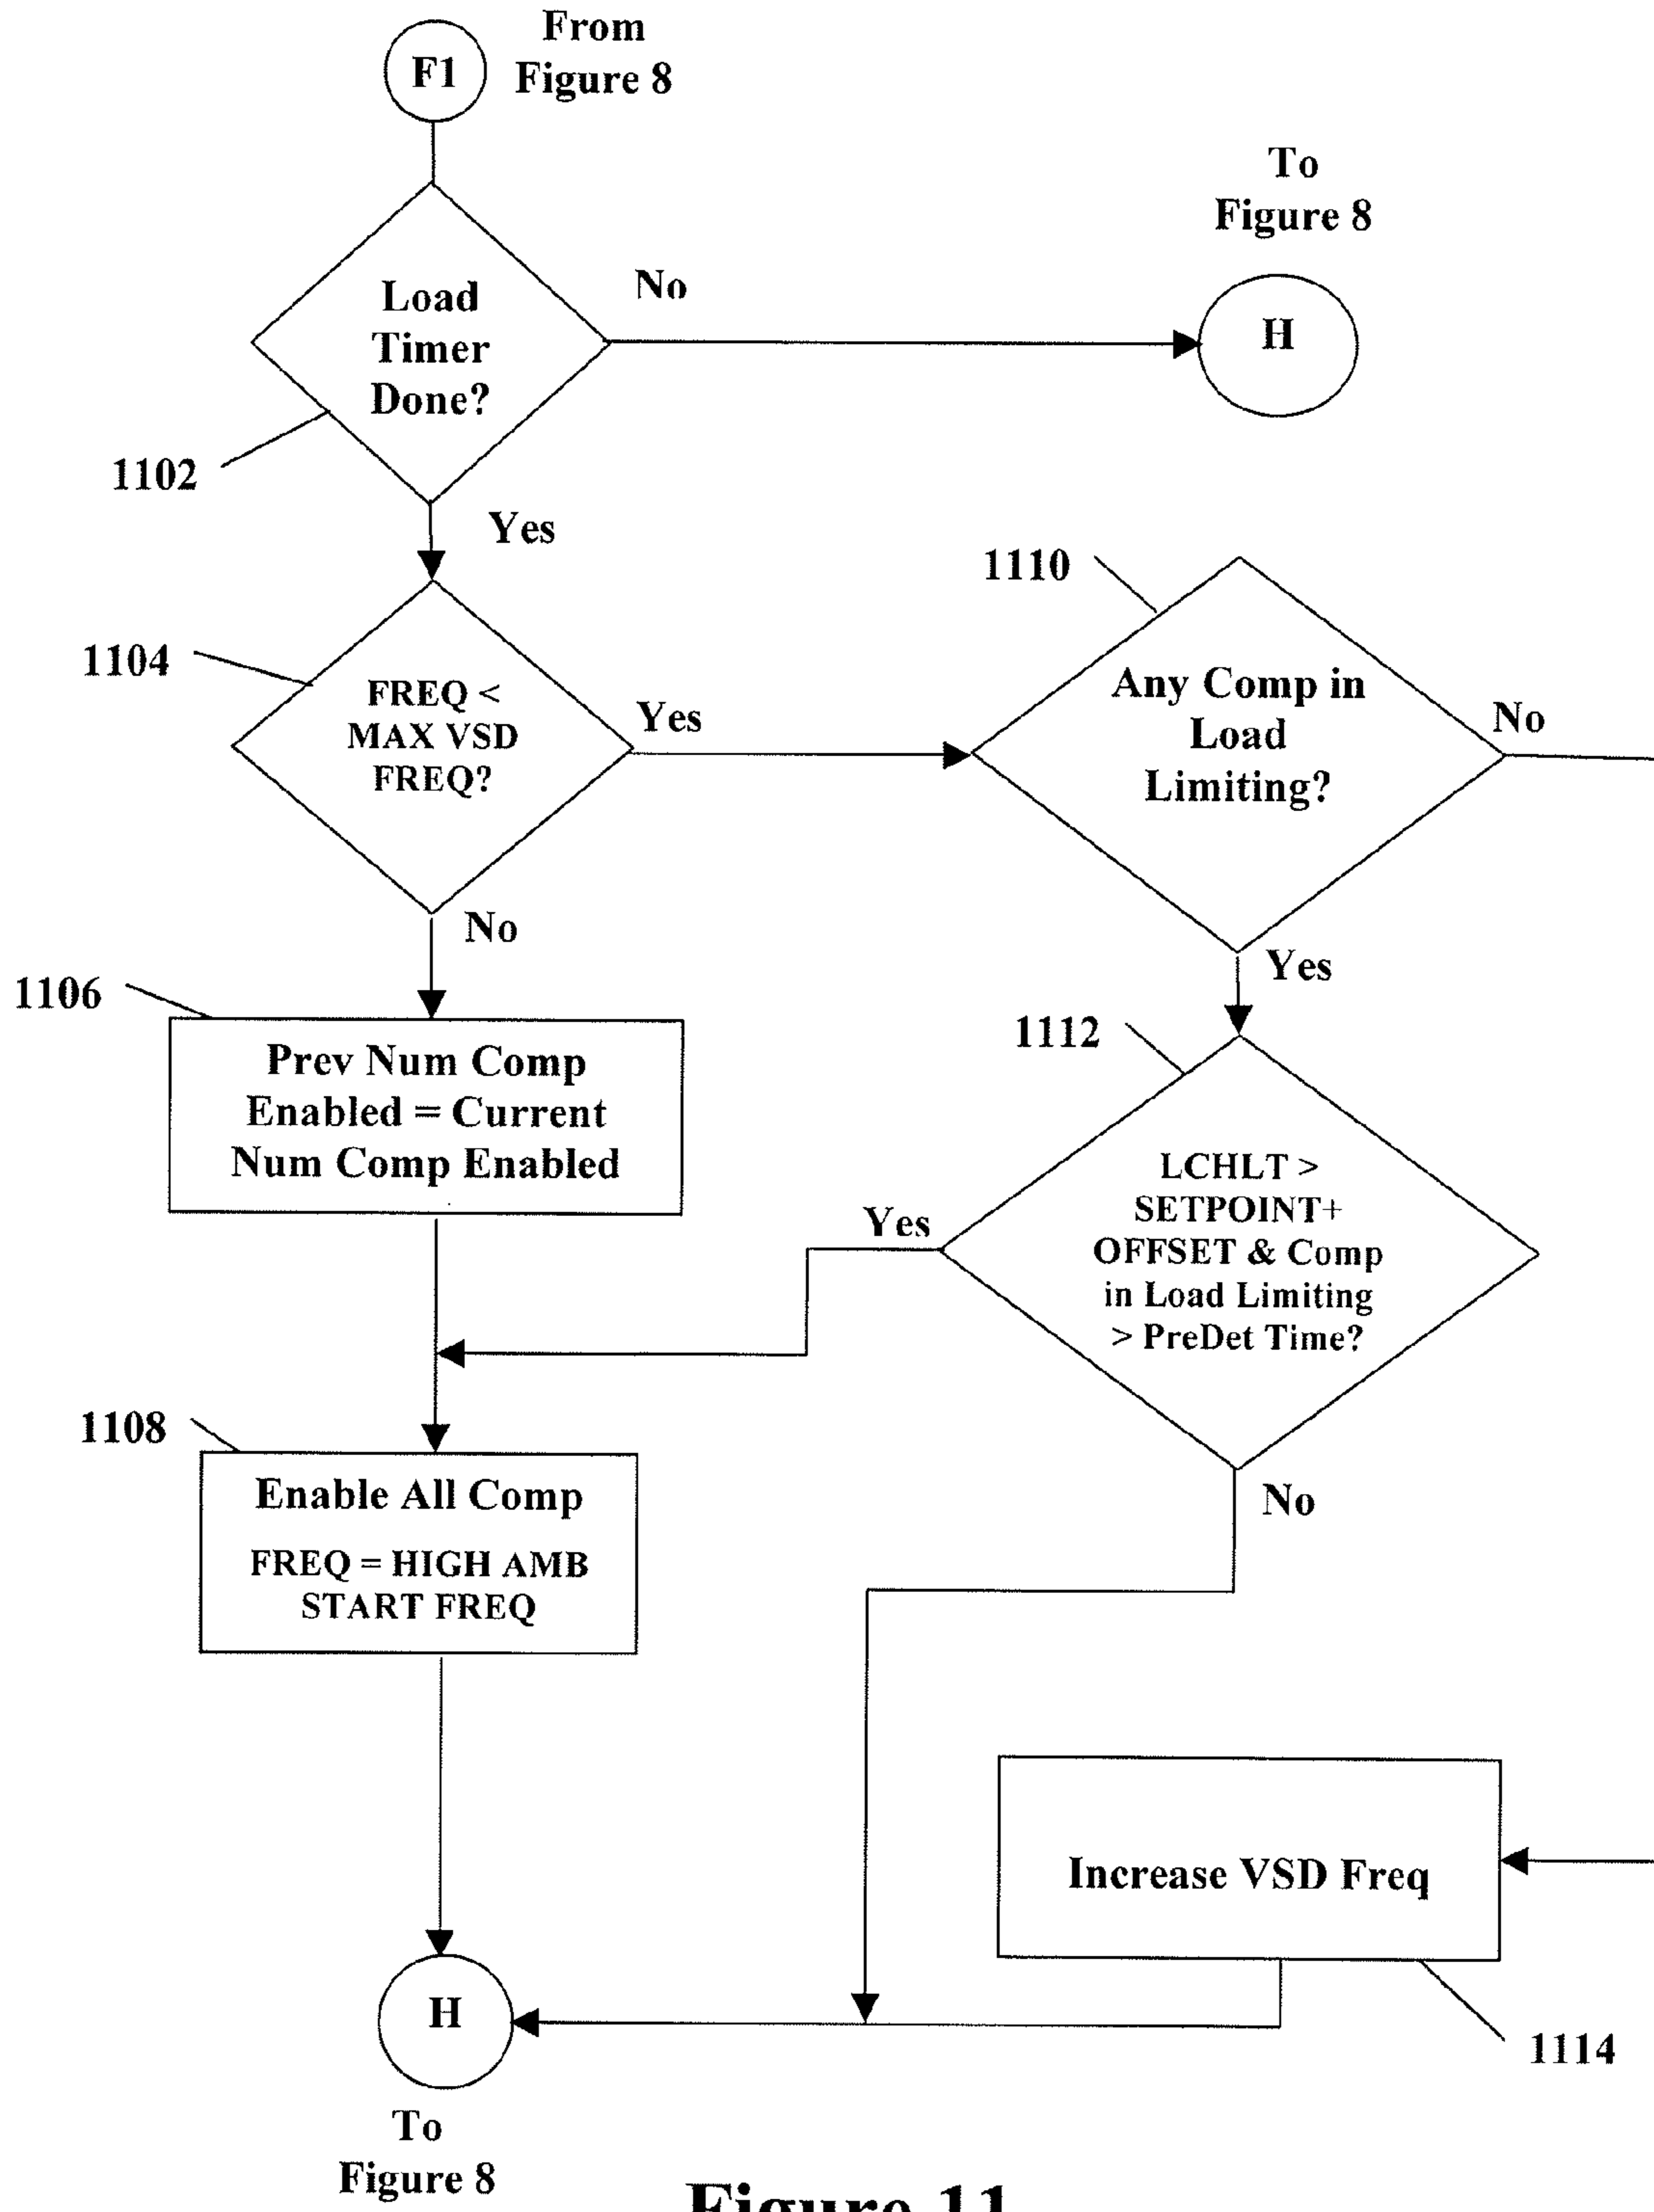 From
F1
Figure 8
To
Figure 8
No
H
Load
Timer
Done?
1102
Yes
1110
1104
FREQ <
MAX VSD
FREQ?
Yes
Any Comp in
Load
Limiting?
No
No
Yes
1106
Prev Num Comp
Enabled = Current
Num Comp Enabled
1112
LCHLT >
SETPOINT+
OFFSET & Comp
in Load Limiting
> PreDet Time?
Yes
1108
Enable All Comp
FREQ = HIGH AMB
START FREQ
No
Increase VSD Freq
H
1114
To
Figure 8
Figure 11